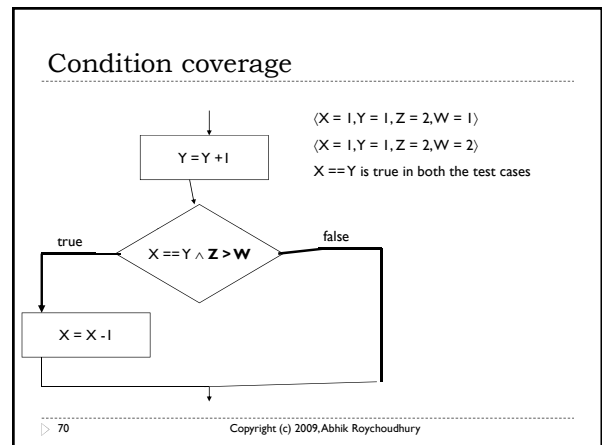 Condition coverage
⟨X = 1, Y = 1, Z = 2, W = 1⟩
⟨X = 1, Y = 1, Z = 2, W = 2⟩
X == Y is true in both the test cases
Y = Y +1
true
false
X == Y ∧ Z > W
X = X -1
70
Copyright (c) 2009, Abhik Roychoudhury